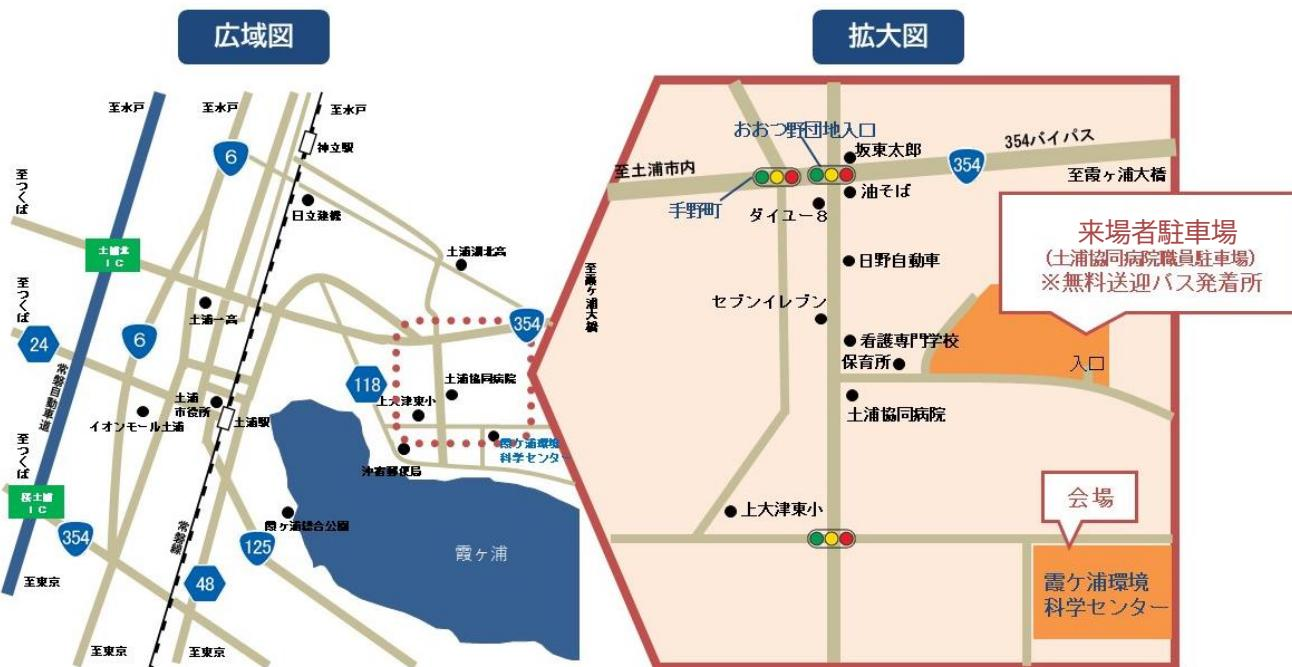 広域図
至水戸
至水戸
至水戸
6
神立駅
至つくば
日立建機
土浦北
IC
土浦湖北高
至霞ヶ浦大橋
至つくば
土浦一高
354
24
6
常磐自動車道
118
土浦協同病院
土浦
市役所
上大津東小
イオンモール土浦
土浦駅
至つくば
霞ヶ浦環境
科学センター
沖宿郵便局
桜土浦
IC
霞ヶ浦総合公園
354
常磐線
125
霞ヶ浦
至東京
48
至東京
至東京
拡大図
おおつ野団地入口
坂東太郎
354バイパス
至土浦市内
354
至霞ヶ浦大橋
手野町
ダイユー8
油そば
来場者駐車場
(土浦協同病院職員駐車場)
※無料送迎バス発着所
日野自動車
セブンイレブン
看護専門学校
保育所
入口
土浦協同病院
会場
上大津東小
霞ケ浦環境
科学センター